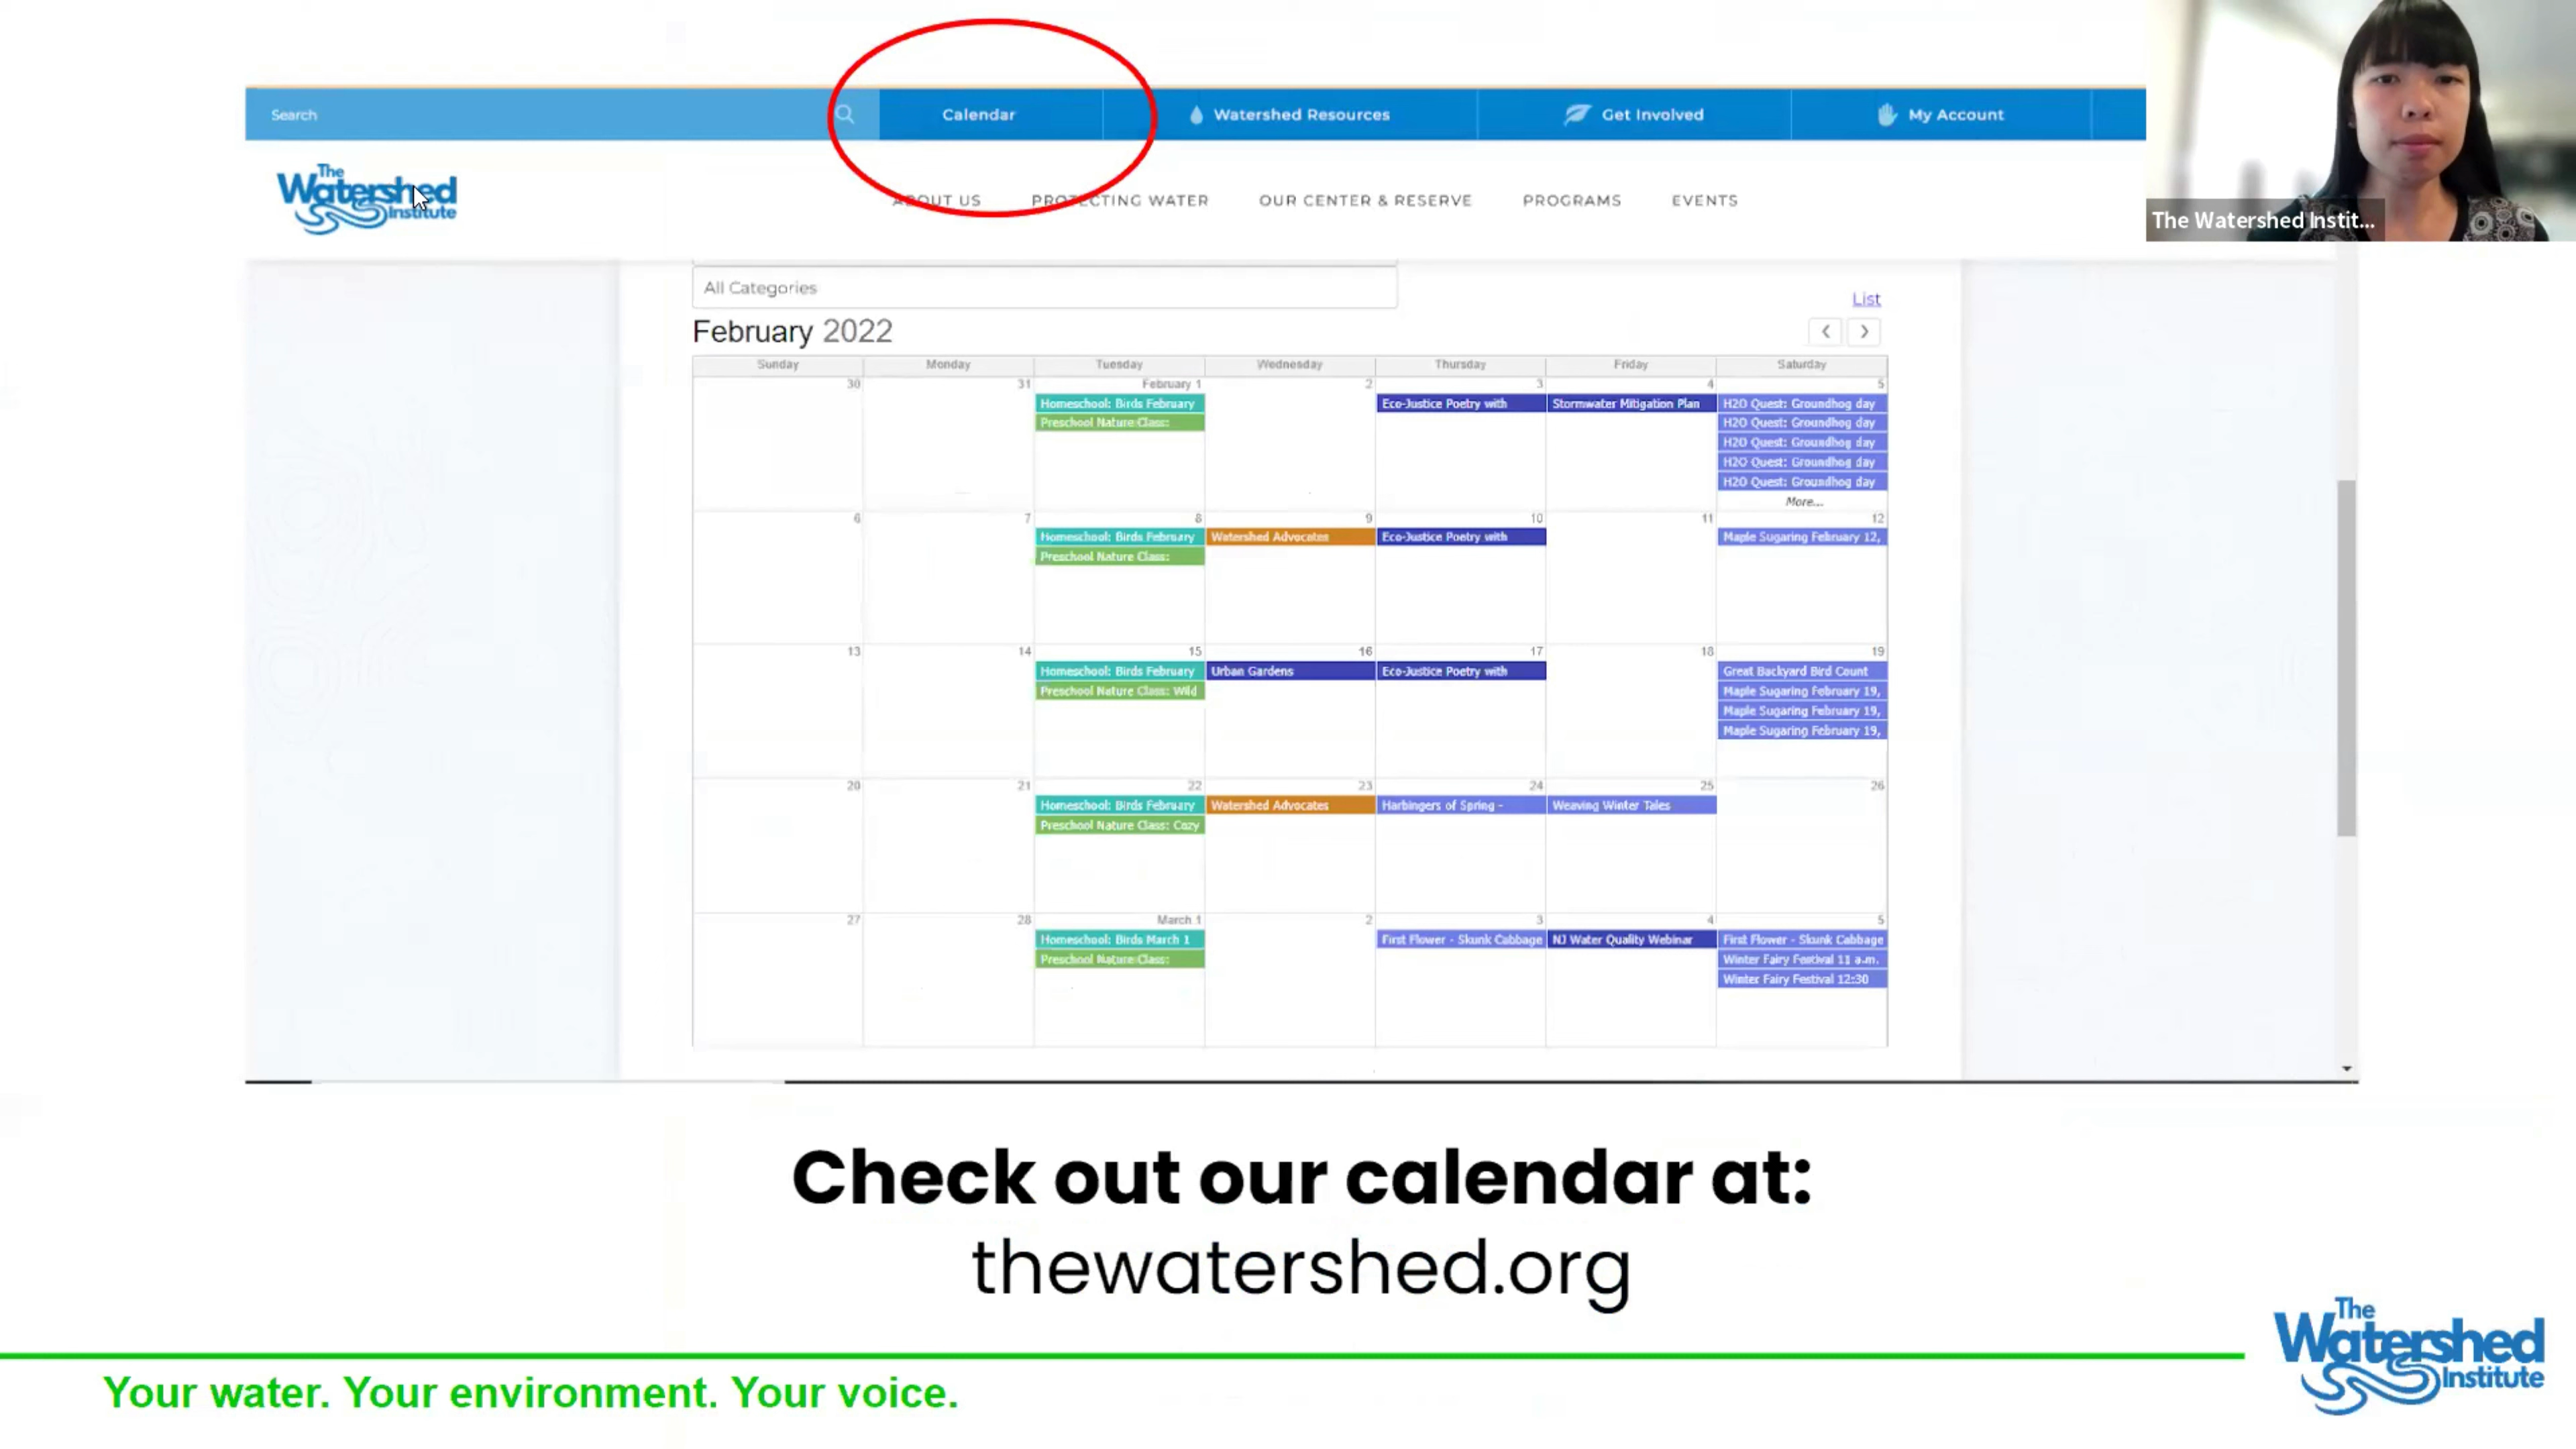 Search
Calendar
Watershed Resources
Get Involved
My Account
The Watershed Instit...
The
Watershed
Institute
ABOUT US
PROTECTING WATER
OUR CENTER & RESERVE
PROGRAMS
EVENTS
All Categories
List
February 2022
Sunday Monday Tuesday Wednesday Thursday Friday Saturday
30 31 February 1 2 3 4 5
Homeschool: Birds February Eco-Justice Poetry with Stormwater Mitigation Plan H2O Quest: Groundhog day
Preschool Nature Class: H2O Quest: Groundhog day
H2O Quest: Groundhog day
H2O Quest: Groundhog day
H2O Quest: Groundhog day
More...
6 7 8 9 10 11 12
Homeschool: Birds February Watershed Advocates Eco-Justice Poetry with Maple Sugaring February 12,
Preschool Nature Class:
13 14 15 16 17 18 19
Homeschool: Birds February Urban Gardens Eco-Justice Poetry with Great Backyard Bird Count
Preschool Nature Class: Wild Maple Sugaring February 19,
Maple Sugaring February 19,
Maple Sugaring February 19,
20 21 22 23 24 25 26
Homeschool: Birds February Watershed Advocates Harbingers of Spring - Weaving Winter Tales
Preschool Nature Class: Cozy
27 28 March 1 2 3 4 5
Homeschool: Birds March 1 First Flower - Skunk Cabbage NJ Water Quality Webinar First Flower - Skunk Cabbage
Preschool Nature Class: Winter Fairy Festival 11 a.m.
Winter Fairy Festival 12:30
Check out our calendar at:
thewatershed.org
Your water. Your environment. Your voice.
The
Watershed
Institute